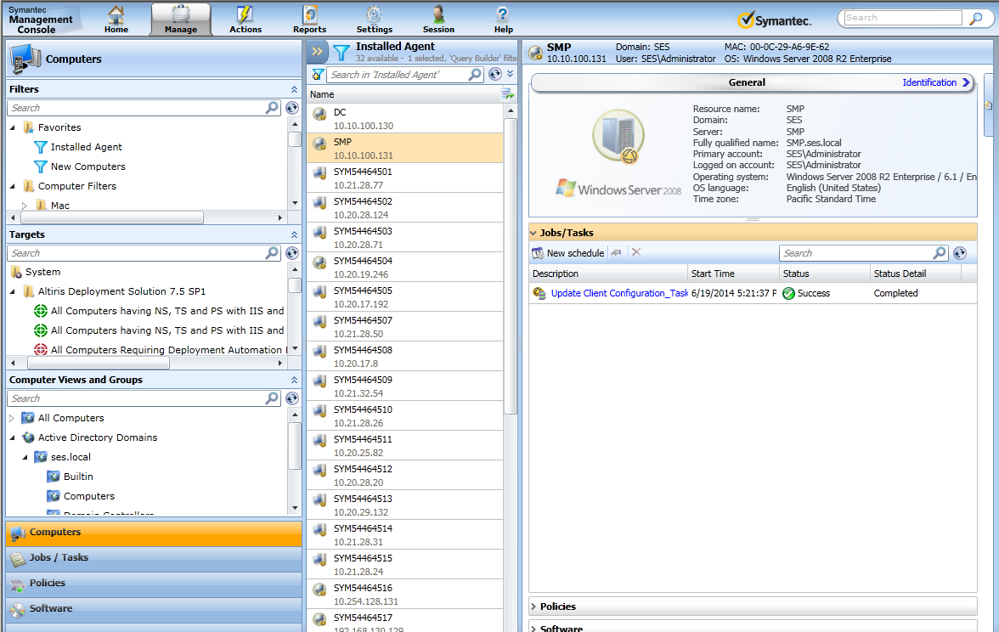 Symantec
Management
Console
Home
Manage
Actions
Reports
Settings
Session
Help
Symantec.
Search
Computers
Filters
Search
Favorites
Installed Agent
New Computers
Computer Filters
Mac
Targets
Search
System
Altiris Deployment Solution 7.5 SP1
All Computers having NS, TS and PS with IIS and
All Computers having NS, TS and PS with IIS and
All Computers Requiring Deployment Automation
Computer Views and Groups
Search
All Computers
Active Directory Domains
ses.local
Builtin
Computers
Domain Controllers
Computers
Jobs / Tasks
Policies
Software
Installed Agent
32 available - 1 selected, 'Query Builder' filte
Search in 'Installed Agent'
Name
DC
10.10.100.130
SMP
10.10.100.131
SYM54464501
10.21.28.77
SYM54464502
10.20.28.124
SYM54464503
10.20.28.71
SYM54464504
10.20.19.246
SYM54464505
10.20.17.192
SYM54464507
10.21.28.50
SYM54464508
10.20.17.8
SYM54464509
10.21.32.54
SYM54464510
10.21.28.26
SYM54464511
10.20.25.82
SYM54464512
10.20.28.20
SYM54464513
10.20.29.132
SYM54464514
10.21.28.31
SYM54464515
10.21.28.24
SYM54464516
10.254.128.131
SYM54464517
192.168.130.129
SMP Domain: SES MAC: 00-0C-29-A6-9E-62
10.10.100.131 User: SES\Administrator OS: Windows Server 2008 R2 Enterprise
General Identification
Windows Server 2008
Resource name: SMP
Domain: SES
Server: SMP
Fully qualified name: SMP.ses.local
Primary account: SES\Administrator
Logged on account: SES\Administrator
Operating system: Windows Server 2008 R2 Enterprise / 6.1 / En
OS language: English (United States)
Time zone: Pacific Standard Time
Jobs/Tasks
New schedule Search
Description Start Time Status Status Detail
Update Client Configuration_Task 6/19/2014 5:21:37 P Success Completed
Policies
Software